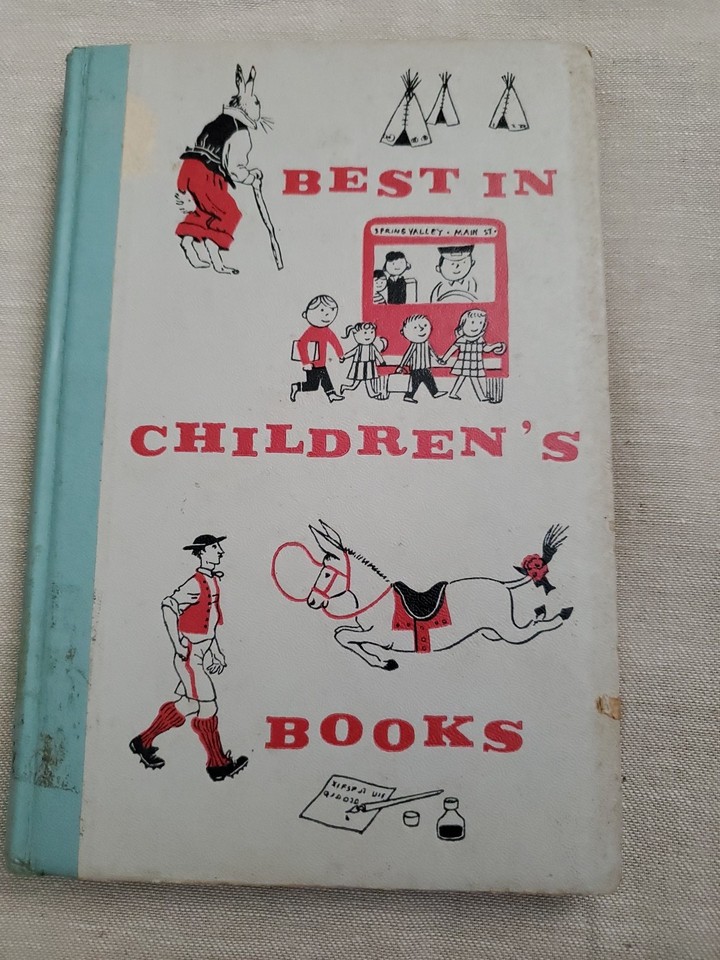 BEST IN
SPRING VALLEY • MAIN ST.
CHILDREN'S
BOOKS